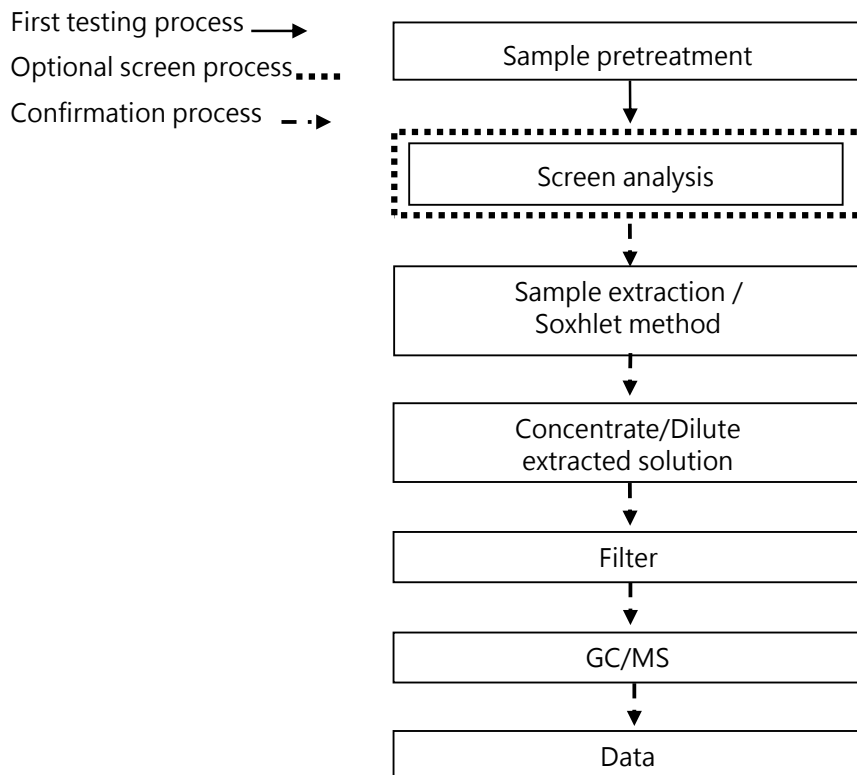 First testing process
Optional screen process
Confirmation process
Sample pretreatment
Screen analysis
Sample extraction /
Soxhlet method
Concentrate/Dilute
extracted solution
Filter
GC/MS
Data